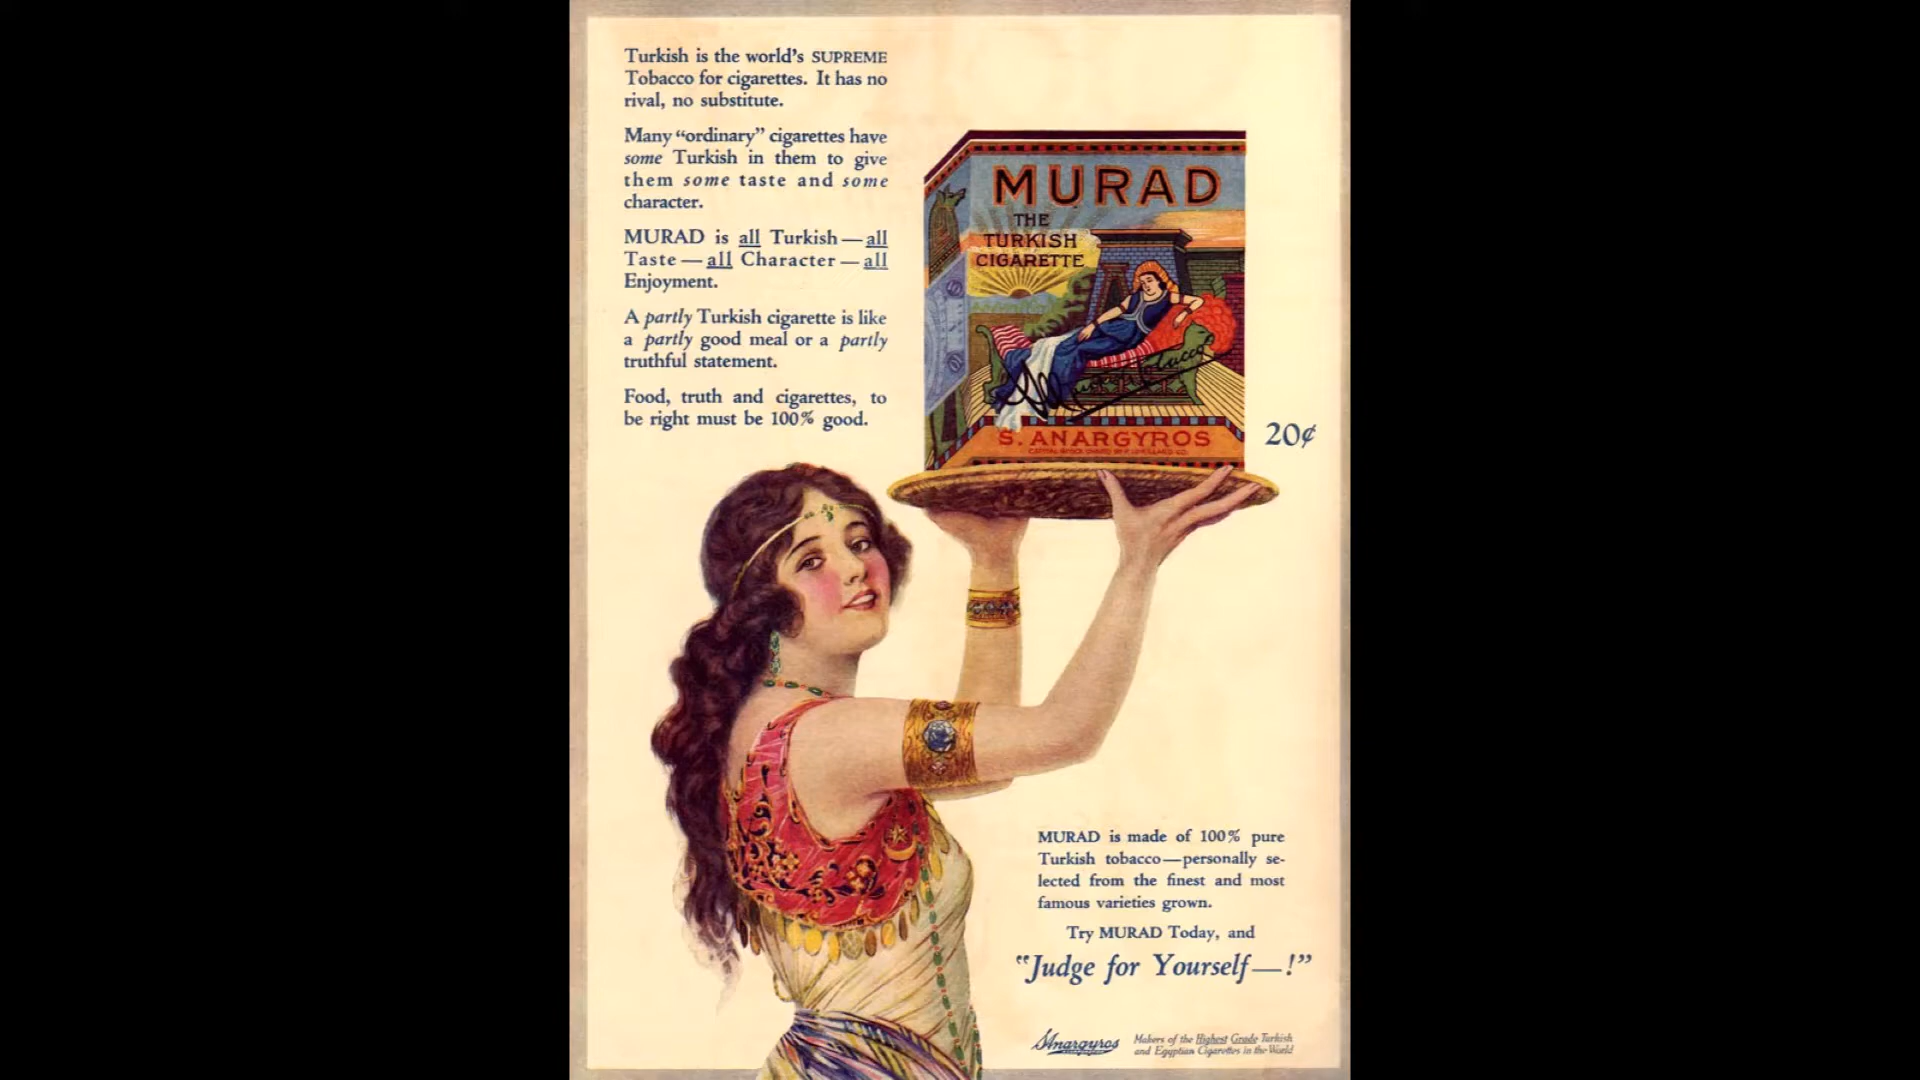 Turkish is the world's SUPREME
Tobacco for cigarettes. It has no
rival, no substitute.
Many “ordinary” cigarettes have
some Turkish in them to give
them some taste and some
character.
MURAD is all Turkish—all
Taste—all Character—all
Enjoyment.
A partly Turkish cigarette is like
a partly good meal or a partly
truthful statement.
Food, truth and cigarettes, to
be right must be 100% good.
MURAD
THE
TURKISH
CIGARETTE
S. ANARGYROS
20¢
MURAD is made of 100% pure
Turkish tobacco—personally se-
lected from the finest and most
famous varieties grown.
Try MURAD Today, and
“Judge for Yourself—!”
S. Anargyros
Makers of the Highest Grade Turkish
and Egyptian Cigarettes in the World